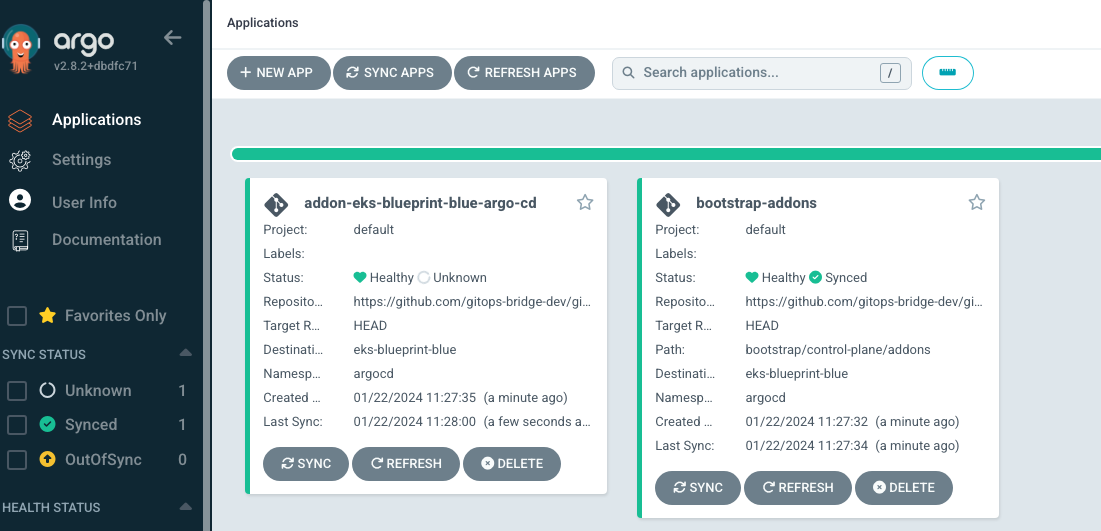 argo
v2.8.2+dbdfc71
Applications
Settings
User Info
Documentation
Favorites Only
SYNC STATUS
Unknown 1
Synced 1
OutOfSync 0
HEALTH STATUS
Applications
NEW APP SYNC APPS REFRESH APPS Search applications... /
addon-eks-blueprint-blue-argo-cd
Project: default
Labels:
Status: Healthy Unknown
Reposito... https://github.com/gitops-bridge-dev/gi...
Target R... HEAD
Destinati... eks-blueprint-blue
Namesp... argocd
Created ... 01/22/2024 11:27:35 (a minute ago)
Last Sync: 01/22/2024 11:28:00 (a few seconds a...
SYNC REFRESH DELETE
bootstrap-addons
Project: default
Labels:
Status: Healthy Synced
Reposito... https://github.com/gitops-bridge-dev/gi...
Target R... HEAD
Path: bootstrap/control-plane/addons
Destinati... eks-blueprint-blue
Namesp... argocd
Created ... 01/22/2024 11:27:32 (a minute ago)
Last Sync: 01/22/2024 11:27:34 (a minute ago)
SYNC REFRESH DELETE